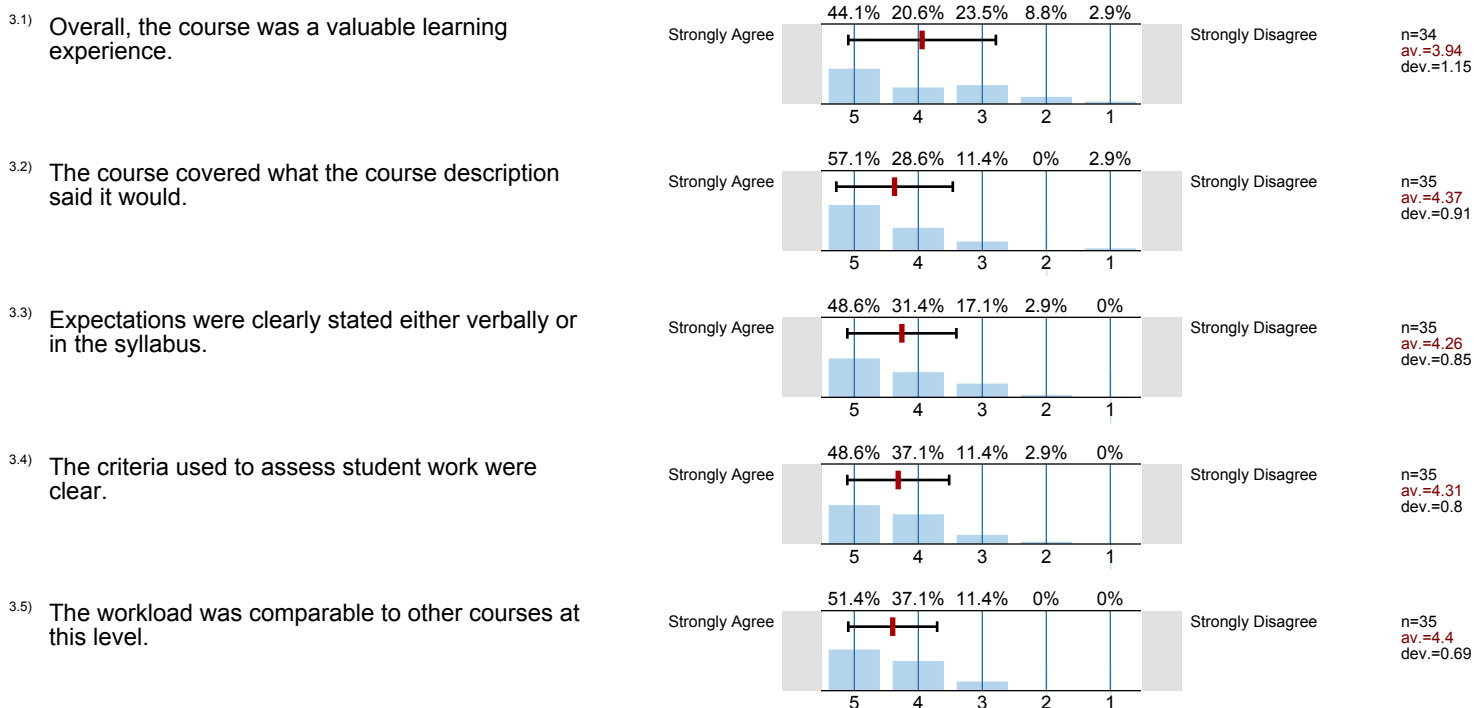 44.1% 20.6% 23.5% 8.8% 2.9%
3.1) Overall, the course was a valuable learning
experience.
Strongly Agree
Strongly Disagree
n=34
av.=3.94
dev.=1.15
5 4 3 2 1
57.1% 28.6% 11.4% 0% 2.9%
3.2) The course covered what the course description
said it would.
Strongly Agree
Strongly Disagree
n=35
av.=4.37
dev.=0.91
5 4 3 2 1
48.6% 31.4% 17.1% 2.9% 0%
3.3) Expectations were clearly stated either verbally or
in the syllabus.
Strongly Agree
Strongly Disagree
n=35
av.=4.26
dev.=0.85
5 4 3 2 1
48.6% 37.1% 11.4% 2.9% 0%
3.4) The criteria used to assess student work were
clear.
Strongly Agree
Strongly Disagree
n=35
av.=4.31
dev.=0.8
5 4 3 2 1
51.4% 37.1% 11.4% 0% 0%
3.5) The workload was comparable to other courses at
this level.
Strongly Agree
Strongly Disagree
n=35
av.=4.4
dev.=0.69
5 4 3 2 1